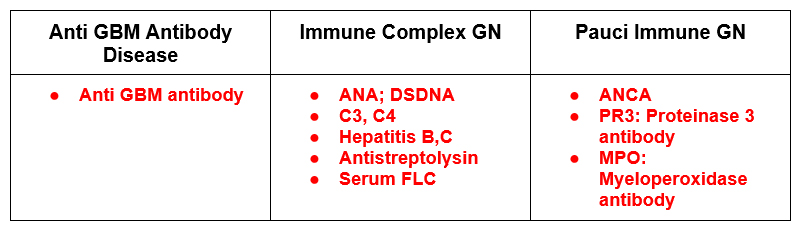 Anti GBM Antibody
Disease
Immune Complex GN
Pauci Immune GN
● Anti GBM antibody
● ANA; DSDNA
● C3, C4
● Hepatitis B,C
● Antistreptolysin
● Serum FLC
● ANCA
● PR3: Proteinase 3
antibody
● MPO:
Myeloperoxidase
antibody